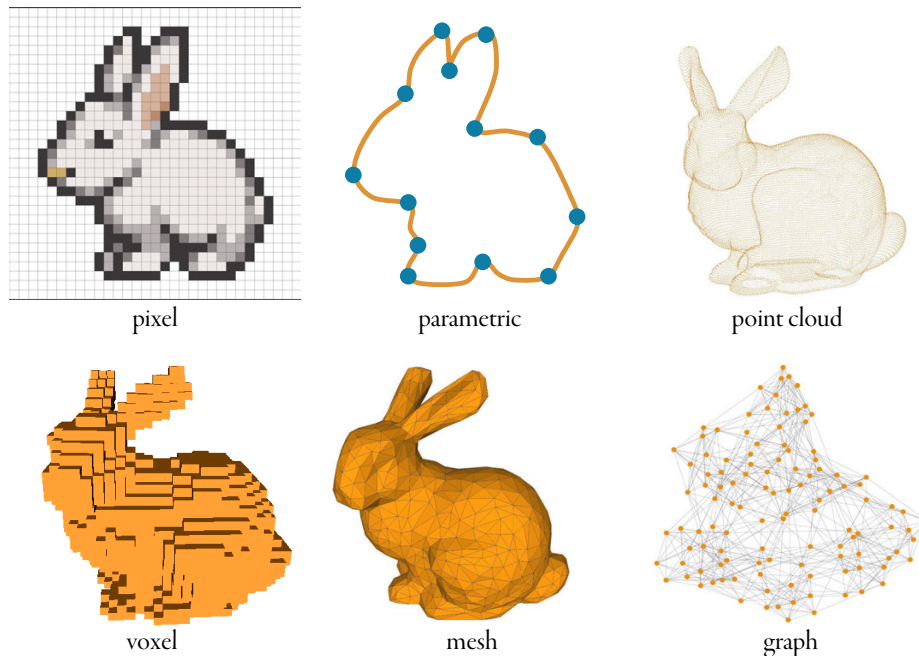 pixel
parametric
point cloud
voxel
mesh
graph